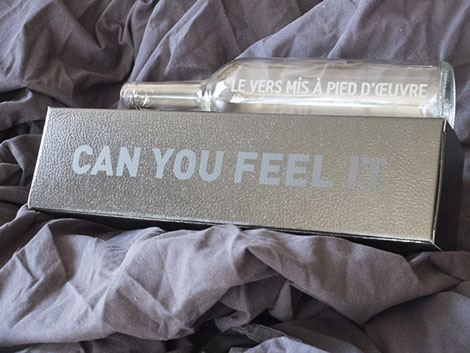 LE VERS MIS À PIED D'ŒUVRE
CAN YOU FEEL IT